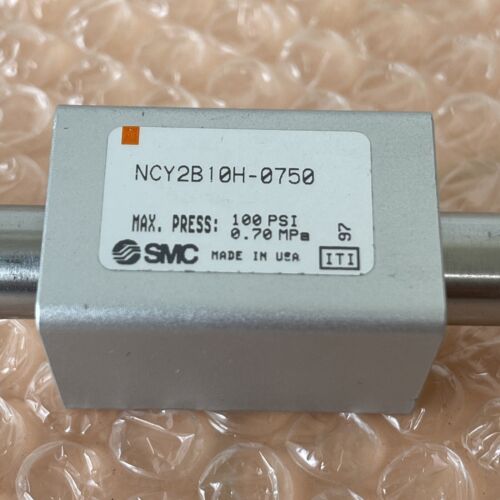 NCY2B10H-0750
MAX. PRESS: 100 PSI
0.70 MPa
97
SMC MADE IN USA
ITI